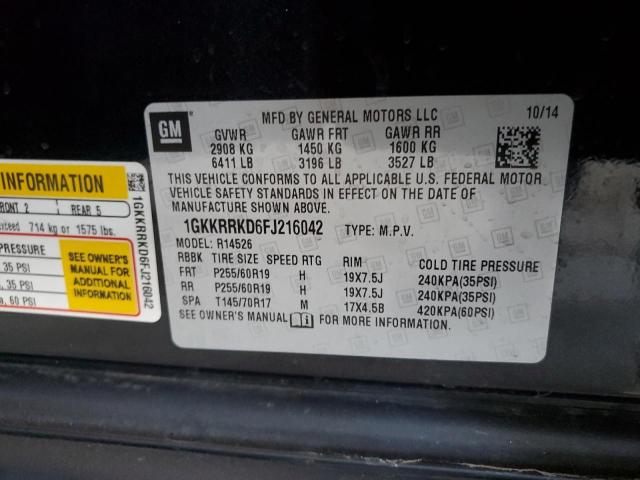 GM
MFD BY GENERAL MOTORS LLC
10/14
GVWR GAWR FRT GAWR RR
2908 KG 1450 KG 1600 KG
6411 LB 3196 LB 3527 LB
THIS VEHICLE CONFORMS TO ALL APPLICABLE U.S. FEDERAL MOTOR
VEHICLE SAFETY STANDARDS IN EFFECT ON THE DATE OF
MANUFACTURE SHOWN ABOVE.
1GKKRRKD6FJ216042 TYPE: M.P.V.
MODEL: R14526
RBBK TIRE SIZE SPEED RTG RIM COLD TIRE PRESSURE
FRT P255/60R19 H 19X7.5J 240KPA(35PSI)
RR P255/60R19 H 19X7.5J 240KPA(35PSI)
SPA T145/70R17 M 17X4.5B 420KPA(60PSI)
SEE OWNER'S MANUAL FOR MORE INFORMATION.
INFORMATION
FRONT 2 REAR 5
exceed 714 kg or 1575 lbs.
PRESSURE
35 PSI
35 PSI
60 PSI
SEE OWNER'S
MANUAL FOR
ADDITIONAL
INFORMATION
1GKKRRKD6FJ216042